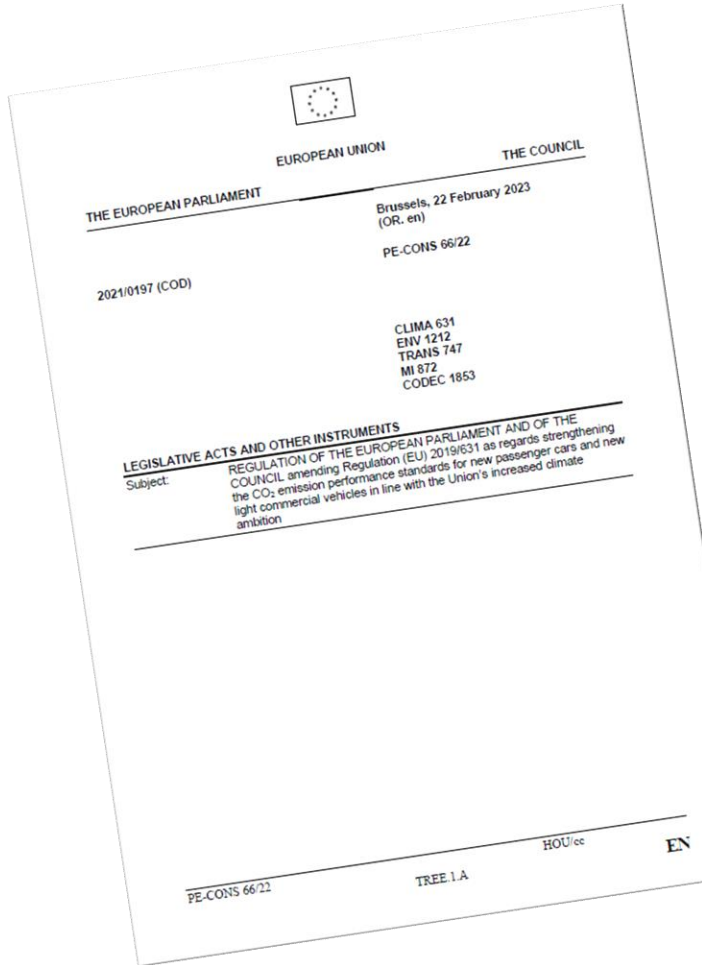 EUROPEAN UNION
THE EUROPEAN PARLIAMENT
THE COUNCIL
Brussels, 22 February 2023
(OR. en)
2021/0197 (COD)
PE-CONS 66/22
CLIMA 631
ENV 1212
TRANS 747
MI 872
CODEC 1853
LEGISLATIVE ACTS AND OTHER INSTRUMENTS
Subject: REGULATION OF THE EUROPEAN PARLIAMENT AND OF THE
COUNCIL amending Regulation (EU) 2019/631 as regards strengthening
the CO₂ emission performance standards for new passenger cars and new
light commercial vehicles in line with the Union's increased climate
ambition
PE-CONS 66/22
HOU/cc
TREE.1.A
EN